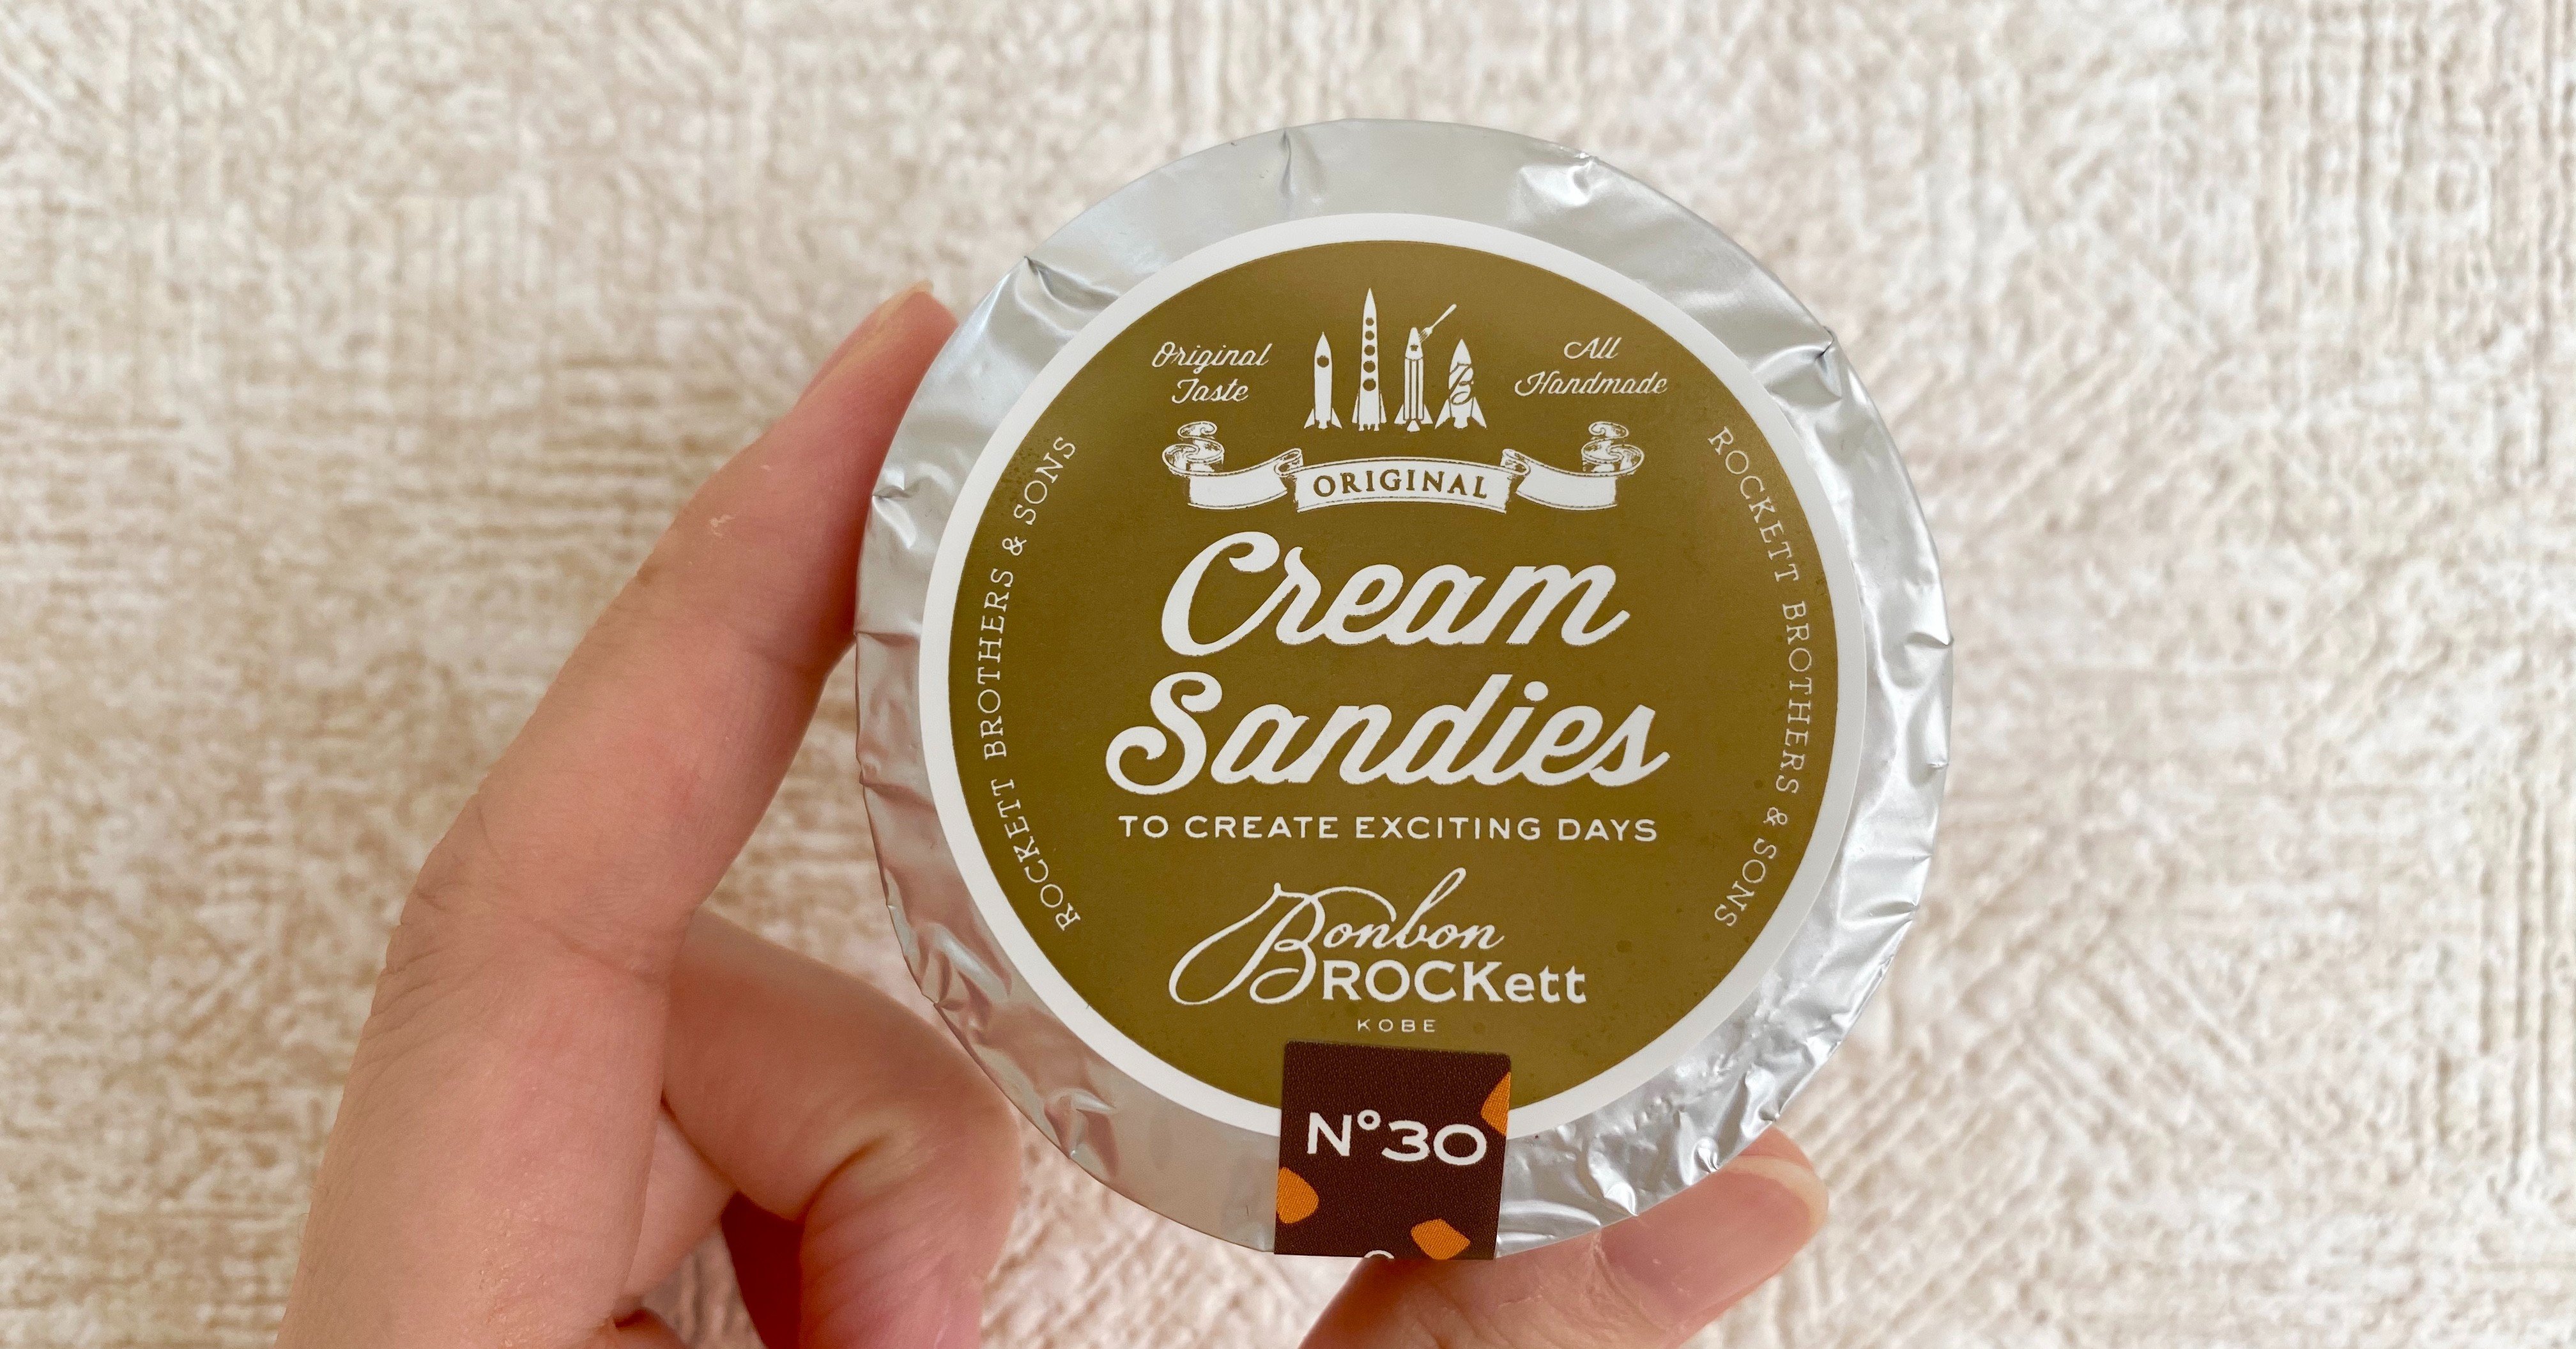 Original
Taste
All
Handmade
ORIGINAL
ROCKETT BROTHERS & SONS
ROCKETT BROTHERS & SONS
Cream
Sandies
TO CREATE EXCITING DAYS
Bonbon
BROCKett
KOBE
N°30